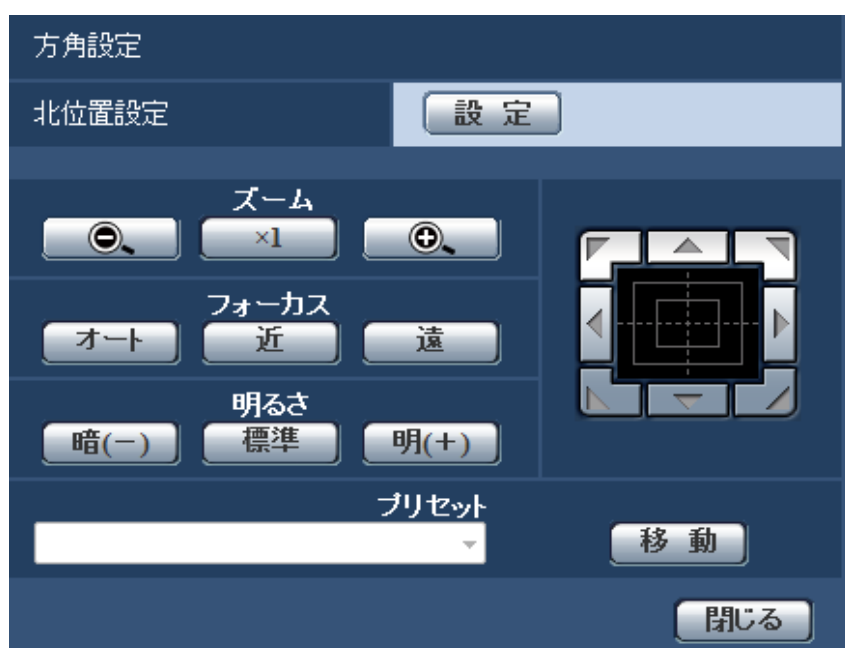 方角設定
北位置設定
設 定
ズーム
×1
フォーカス
オート
近
遠
明るさ
暗(−)
標準
明(+)
プリセット
移 動
閉じる